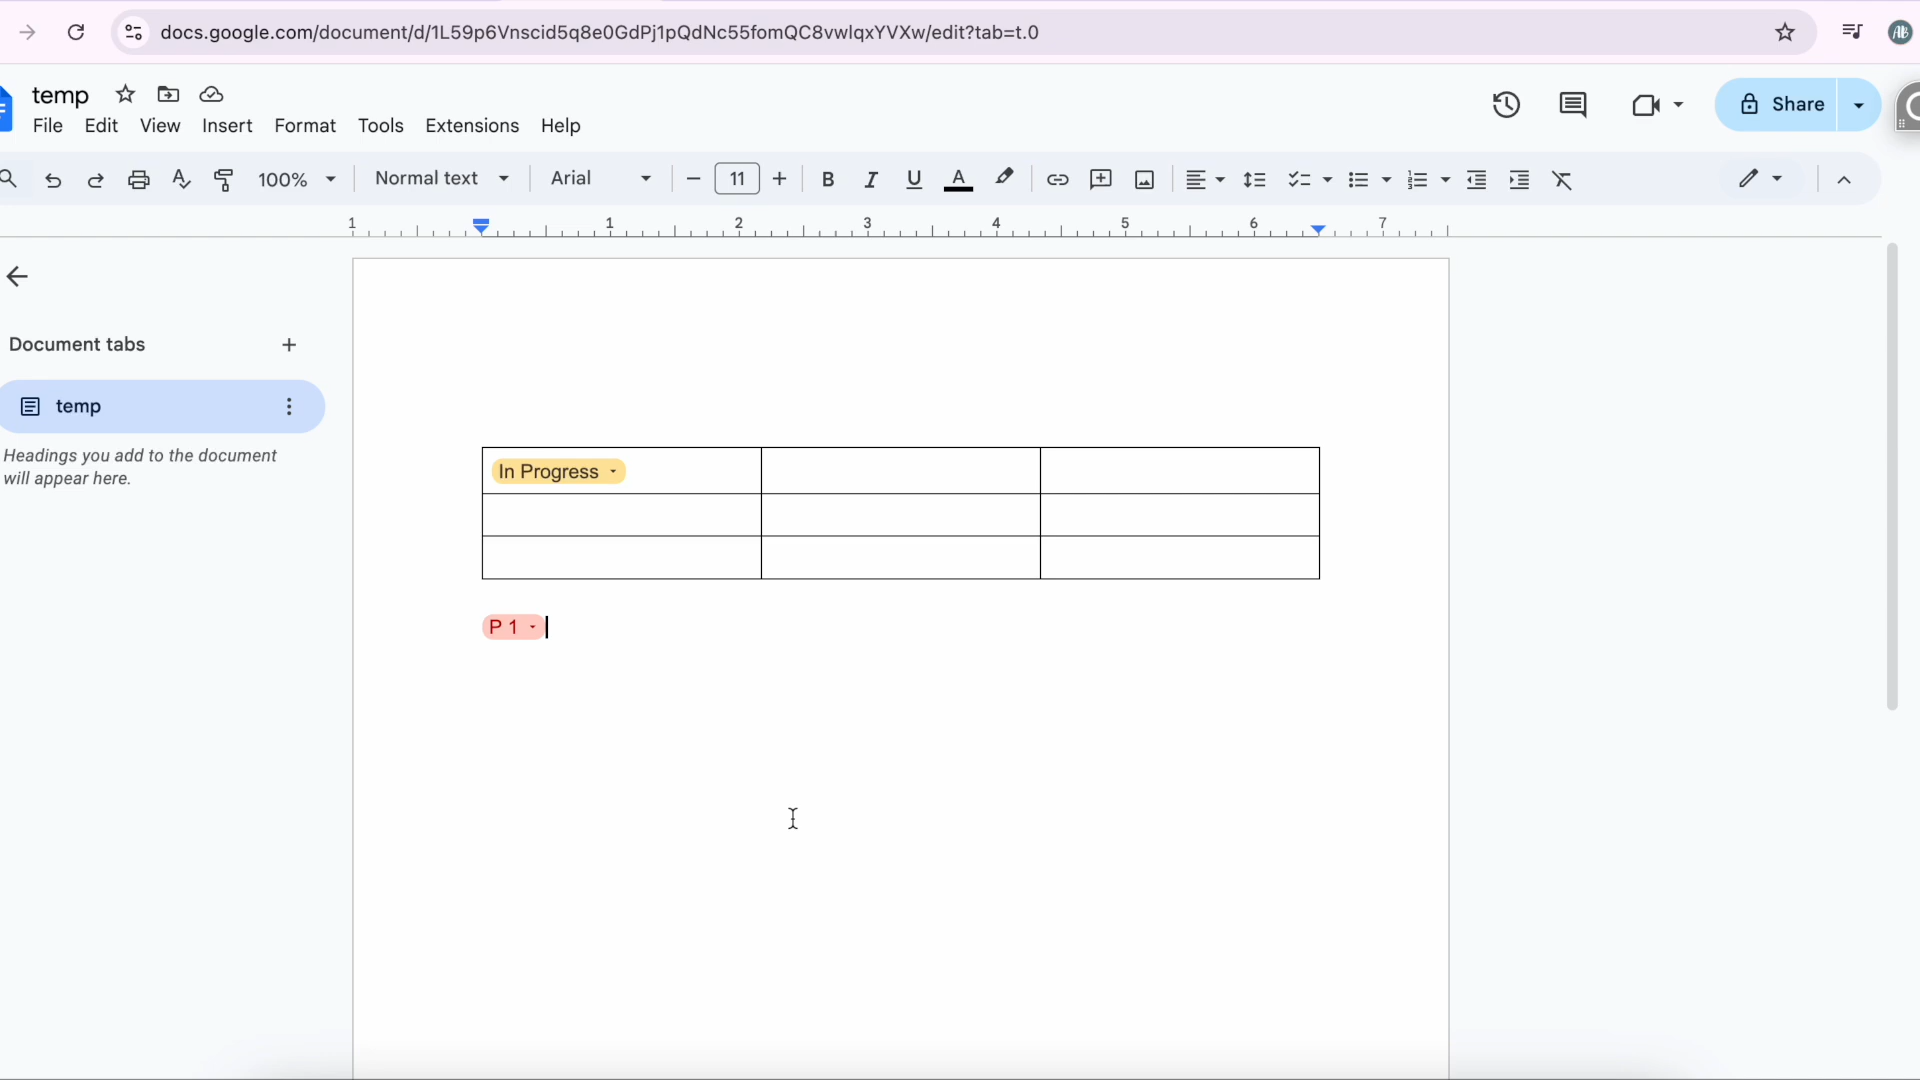 docs.google.com/document/d/1L59p6Vnscid5q8e0GdPj1pQdNc55fomQC8vwlqxYVXw/edit?tab=t.0
temp
File Edit View Insert Format Tools Extensions Help
Share
100% Normal text Arial 11
1 1 2 3 4 5 6 7
Document tabs
temp
Headings you add to the document
will appear here.
In Progress
P 1